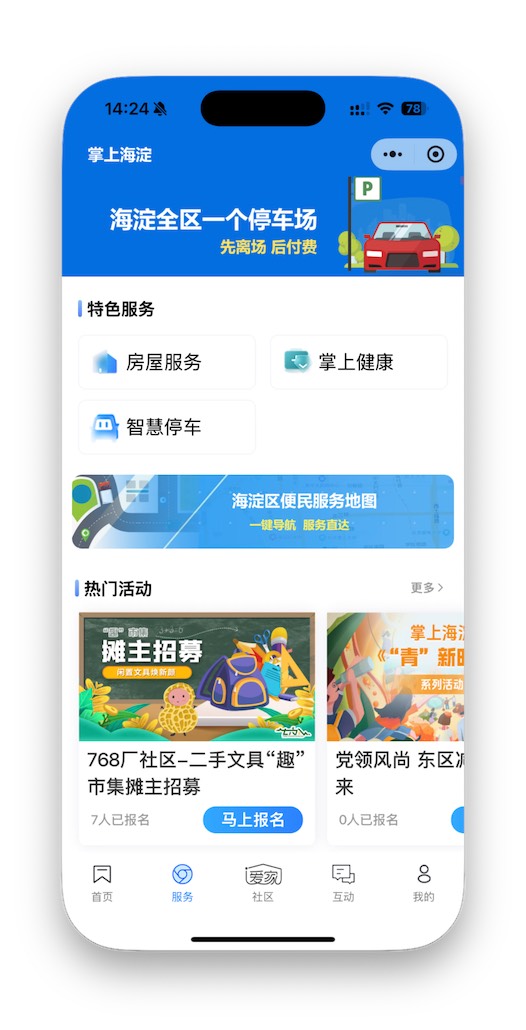 14:24
78
掌上海淀
P
海淀全区一个停车场
先离场 后付费
特色服务
房屋服务
掌上健康
智慧停车
海淀区便民服务地图
一键导航 服务直达
热门活动
更多
“趣”市集
摊主招募
闲置文具焕新颜
掌上海淀
《“青”新时
系列活动
768厂社区-二手文具“趣”
市集摊主招募
党领风尚 东区减
来
7人已报名
马上报名
0人已报名
首页
服务
爱家
社区
互动
我的